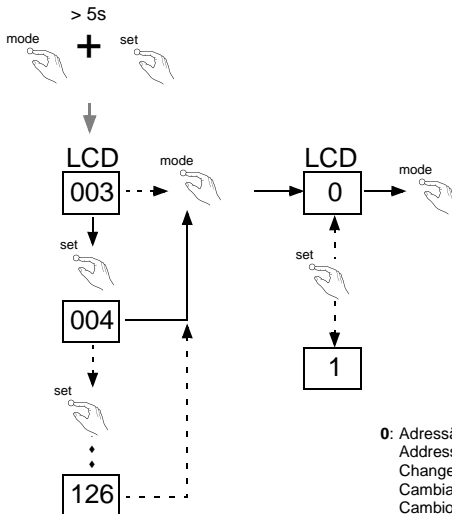 > 5s
mode + set
LCD
003
mode
LCD
0
mode
set
004
set
1
set
126
0: Adressä
Address
Change
Cambia
Cambio